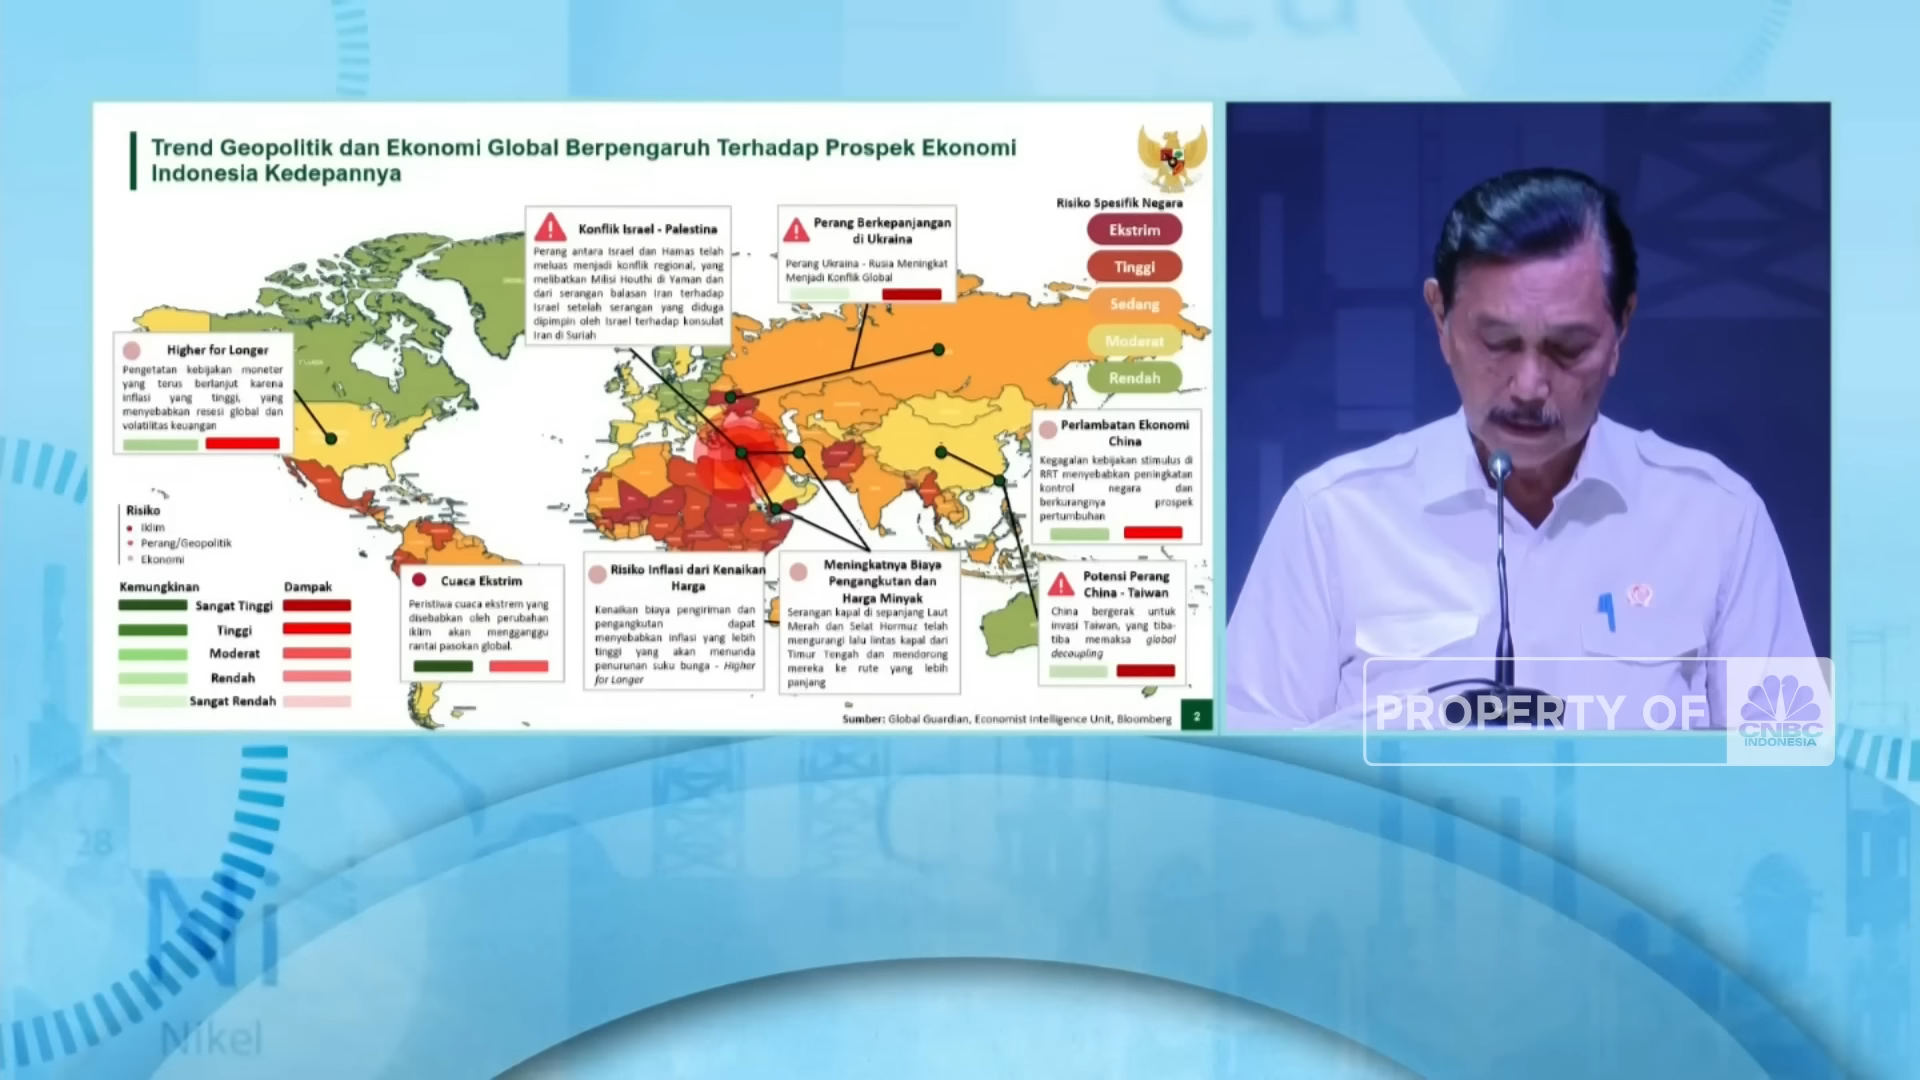 Trend Geopolitik dan Ekonomi Global Berpengaruh Terhadap Prospek Ekonomi
Indonesia Kedepannya
Risiko Spesifik Negara
Ekstrim
Tinggi
Sedang
Moderat
Rendah
Konflik Israel - Palestina
Perang antara Israel dan Hamas telah
meluas menjadi konflik regional, yang
melibatkan Milisi Houthi di Yaman dan
dari serangan balasan Iran terhadap
Israel setelah serangan yang diduga
dipimpin oleh Israel terhadap konsulat
Iran di Suriah
Perang Berkepanjangan
di Ukraina
Perang Ukraina - Rusia Meningkat
Menjadi Konflik Global
Higher for Longer
Pengetatan kebijakan moneter
yang terus berlanjut karena
inflasi yang tinggi, yang
menyebabkan resesi global dan
volatilitas keuangan
Perlambatan Ekonomi
China
Kegagalan kebijakan stimulus di
RRT menyebabkan peningkatan
kontrol negara dan
berkurangnya prospek
pertumbuhan
Risiko
Iklim
Perang/Geopolitik
Ekonomi
Kemungkinan Dampak
Sangat Tinggi
Tinggi
Moderat
Rendah
Sangat Rendah
Cuaca Ekstrim
Peristiwa cuaca ekstrem yang
disebabkan oleh perubahan
iklim akan mengganggu
rantai pasokan global.
Risiko Inflasi dari Kenaikan
Harga
Kenaikan biaya pengiriman dan
pengangkutan dapat
menyebabkan inflasi yang lebih
tinggi yang akan menunda
penurunan suku bunga - Higher
for Longer
Meningkatnya Biaya
Pengangkutan dan
Harga Minyak
Serangan kapal di sepanjang Laut
Merah dan Selat Hormuz telah
mengurangi lalu lintas kapal dari
Timur Tengah dan mendorong
mereka ke rute yang lebih
panjang
Potensi Perang
China - Taiwan
China bergerak untuk
invasi Taiwan, yang tiba-
tiba memaksa global
decoupling
Sumber: Global Guardian, Economist Intelligence Unit, Bloomberg
2
PROPERTY OF
CNBC
INDONESIA
Cu
28
Ni
Nikel